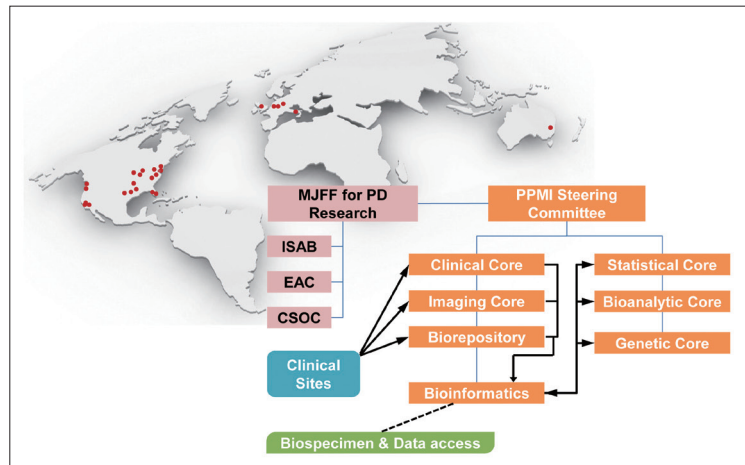 MJFF for PD
Research
PPMI Steering
Committee
ISAB
EAC
CSOC
Clinical Core
Imaging Core
Biorepository
Bioinformatics
Statistical Core
Bioanalytic Core
Genetic Core
Clinical
Sites
Biospecimen & Data access